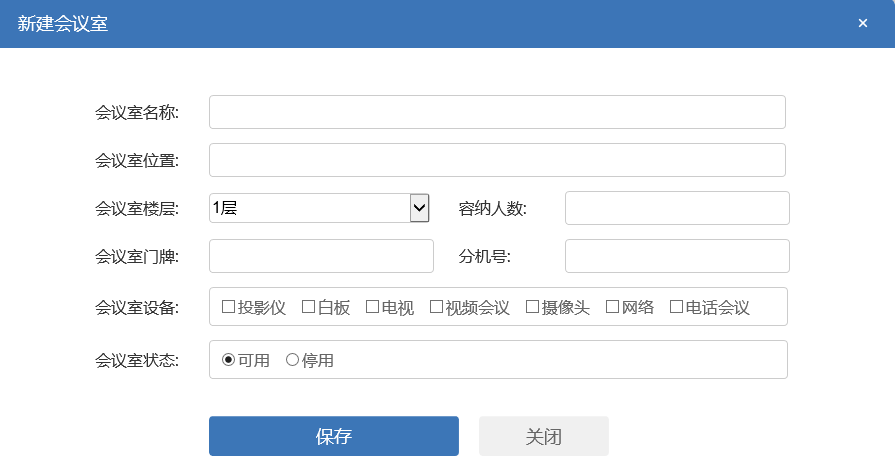 新建会议室 ×
会议室名称:
会议室位置:
会议室楼层: 1层 容纳人数:
会议室门牌: 分机号:
会议室设备: 投影仪 白板 电视 视频会议 摄像头 网络 电话会议
会议室状态: 可用 停用
保存 关闭